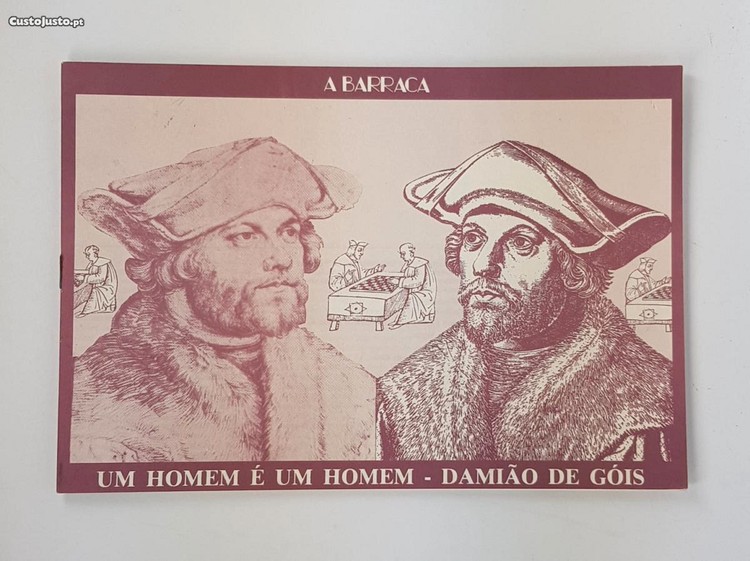 CustoJusto.pt
A BARRACA
UM HOMEM É UM HOMEM - DAMIÃO DE GÓIS